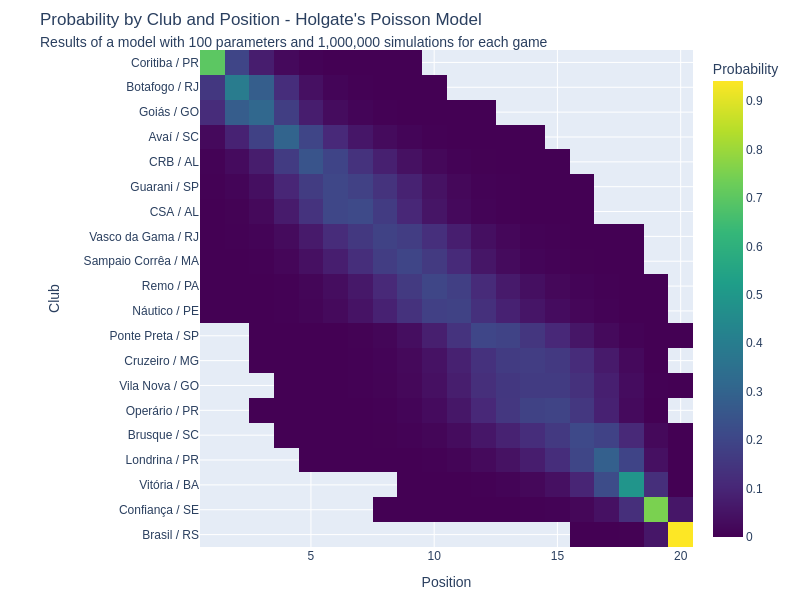 Probability by Club and Position - Holgate's Poisson Model
Results of a model with 100 parameters and 1,000,000 simulations for each game
Probability
Club
Coritiba / PR
Botafogo / RJ
Goiás / GO
Avaí / SC
CRB / AL
Guarani / SP
CSA / AL
Vasco da Gama / RJ
Sampaio Corrêa / MA
Remo / PA
Náutico / PE
Ponte Preta / SP
Cruzeiro / MG
Vila Nova / GO
Operário / PR
Brusque / SC
Londrina / PR
Vitória / BA
Confiança / SE
Brasil / RS
0.9
0.8
0.7
0.6
0.5
0.4
0.3
0.2
0.1
0
5 10 15 20
Position